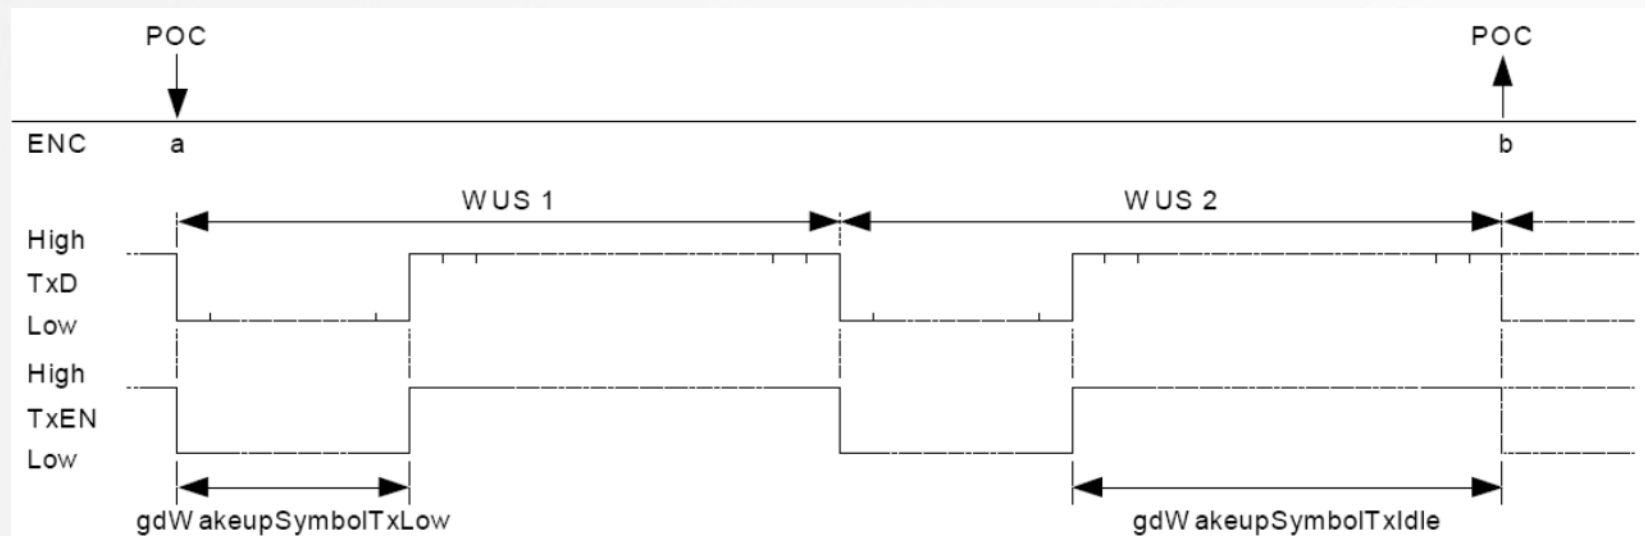 POC POC
ENC a b
WUS 1 WUS 2
High
TxD
Low
High
TxEN
Low
gdWakeupSymbolTxLow gdWakeupSymbolTxIdle